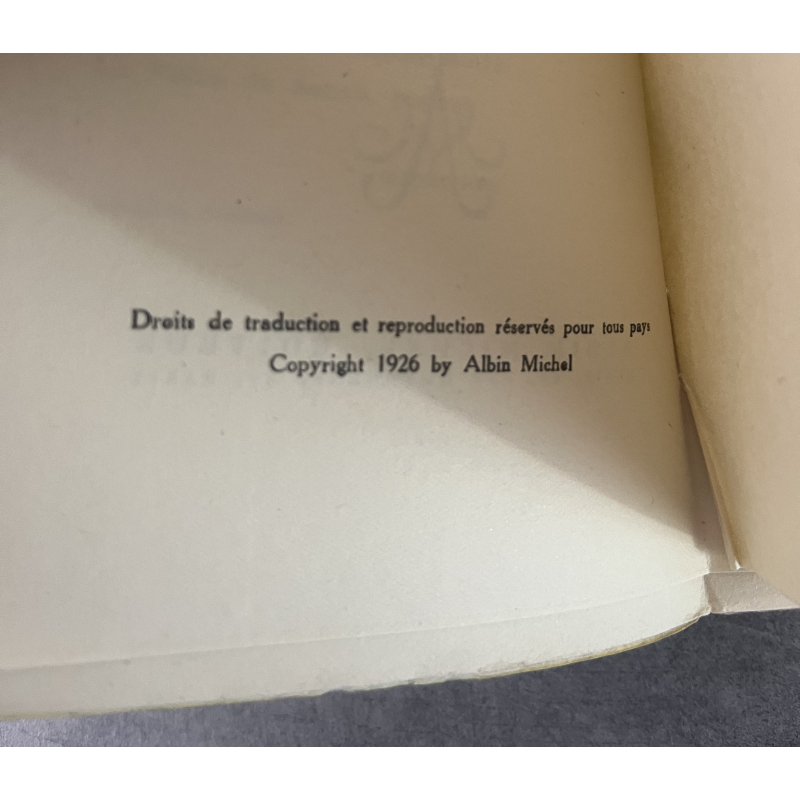 Droits de traduction et reproduction réservés pour tous pays
Copyright 1926 by Albin Michel